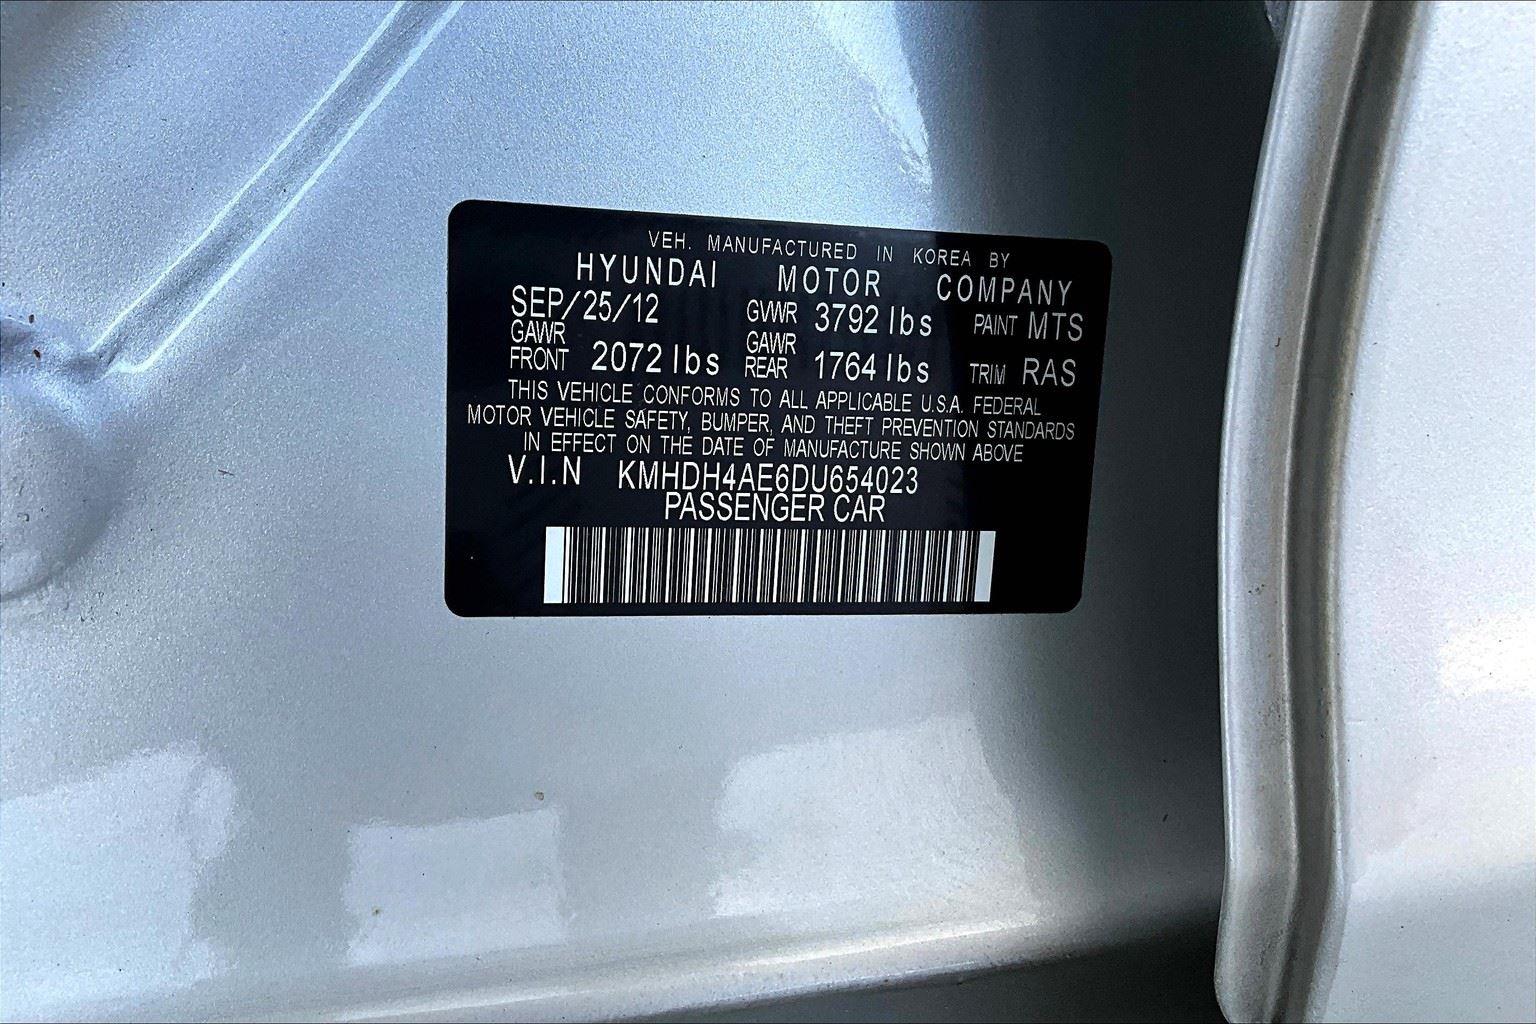 VEH. MANUFACTURED IN KOREA BY
HYUNDAI MOTOR COMPANY
SEP/25/12 GVWR 3792 lbs PAINT MTS
GAWR FRONT 2072 lbs GAWR REAR 1764 lbs TRIM RAS
THIS VEHICLE CONFORMS TO ALL APPLICABLE U.S.A. FEDERAL
MOTOR VEHICLE SAFETY, BUMPER, AND THEFT PREVENTION STANDARDS
IN EFFECT ON THE DATE OF MANUFACTURE SHOWN ABOVE
V.I.N KMHDH4AE6DU654023
PASSENGER CAR